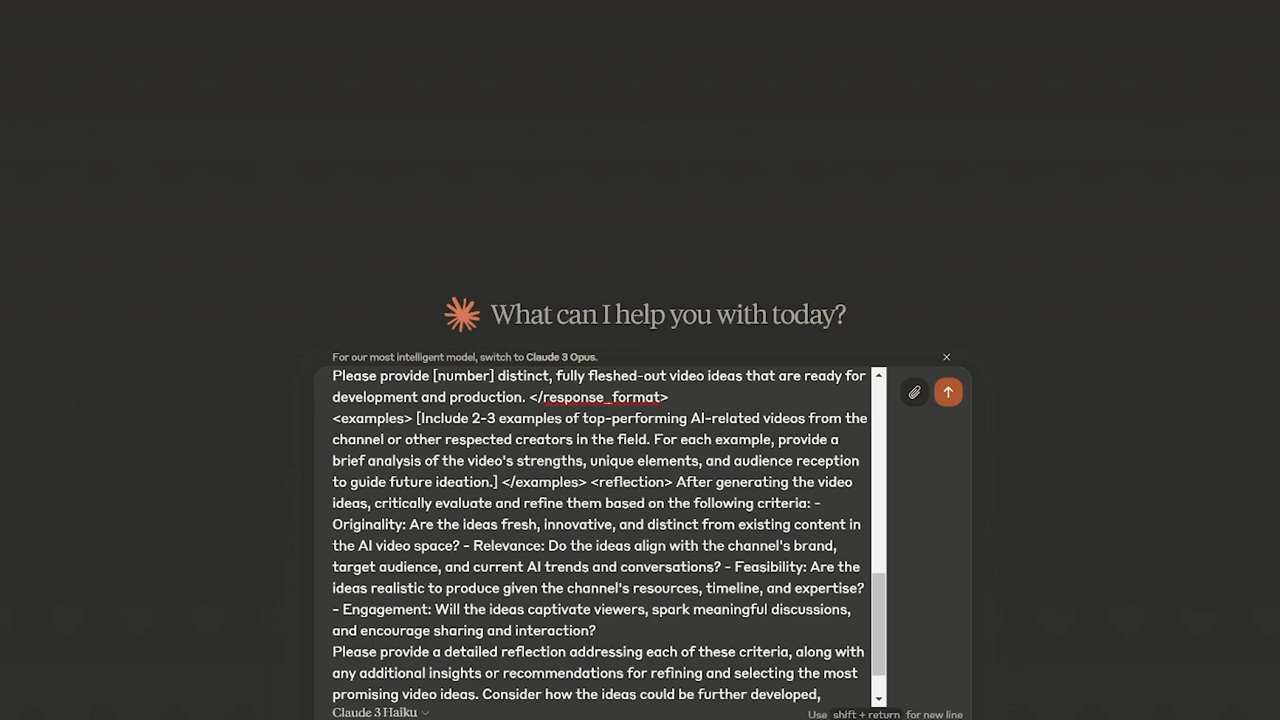 What can I help you with today?
For our most intelligent model, switch to Claude 3 Opus.
Please provide [number] distinct, fully fleshed-out video ideas that are ready for
development and production. </response_format>
<examples> [Include 2-3 examples of top-performing AI-related videos from the
channel or other respected creators in the field. For each example, provide a
brief analysis of the video's strengths, unique elements, and audience reception
to guide future ideation.] </examples> <reflection> After generating the video
ideas, critically evaluate and refine them based on the following criteria: -
Originality: Are the ideas fresh, innovative, and distinct from existing content in
the AI video space? - Relevance: Do the ideas align with the channel's brand,
target audience, and current AI trends and conversations? - Feasibility: Are the
ideas realistic to produce given the channel's resources, timeline, and expertise?
- Engagement: Will the ideas captivate viewers, spark meaningful discussions,
and encourage sharing and interaction?
Please provide a detailed reflection addressing each of these criteria, along with
any additional insights or recommendations for refining and selecting the most
promising video ideas. Consider how the ideas could be further developed,
Claude 3 Haiku
Use shift + return for new line